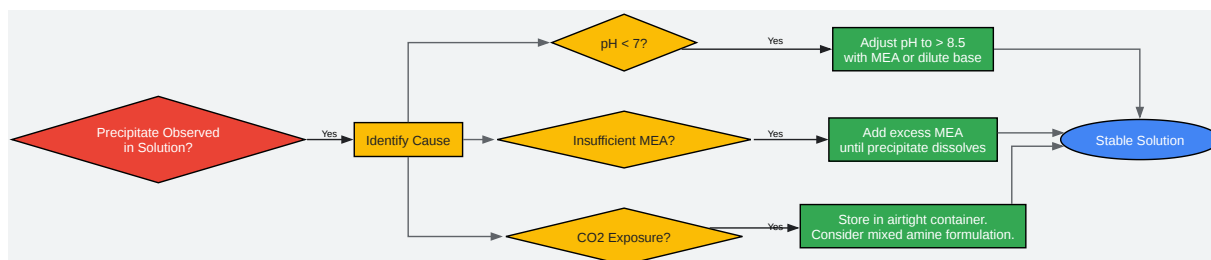 Precipitate Observed
in Solution?
Yes
Identify Cause
pH < 7?
Yes
Adjust pH to > 8.5
with MEA or dilute base
Insufficient MEA?
Yes
Add excess MEA
until precipitate dissolves
Stable Solution
CO2 Exposure?
Yes
Store in airtight container.
Consider mixed amine formulation.